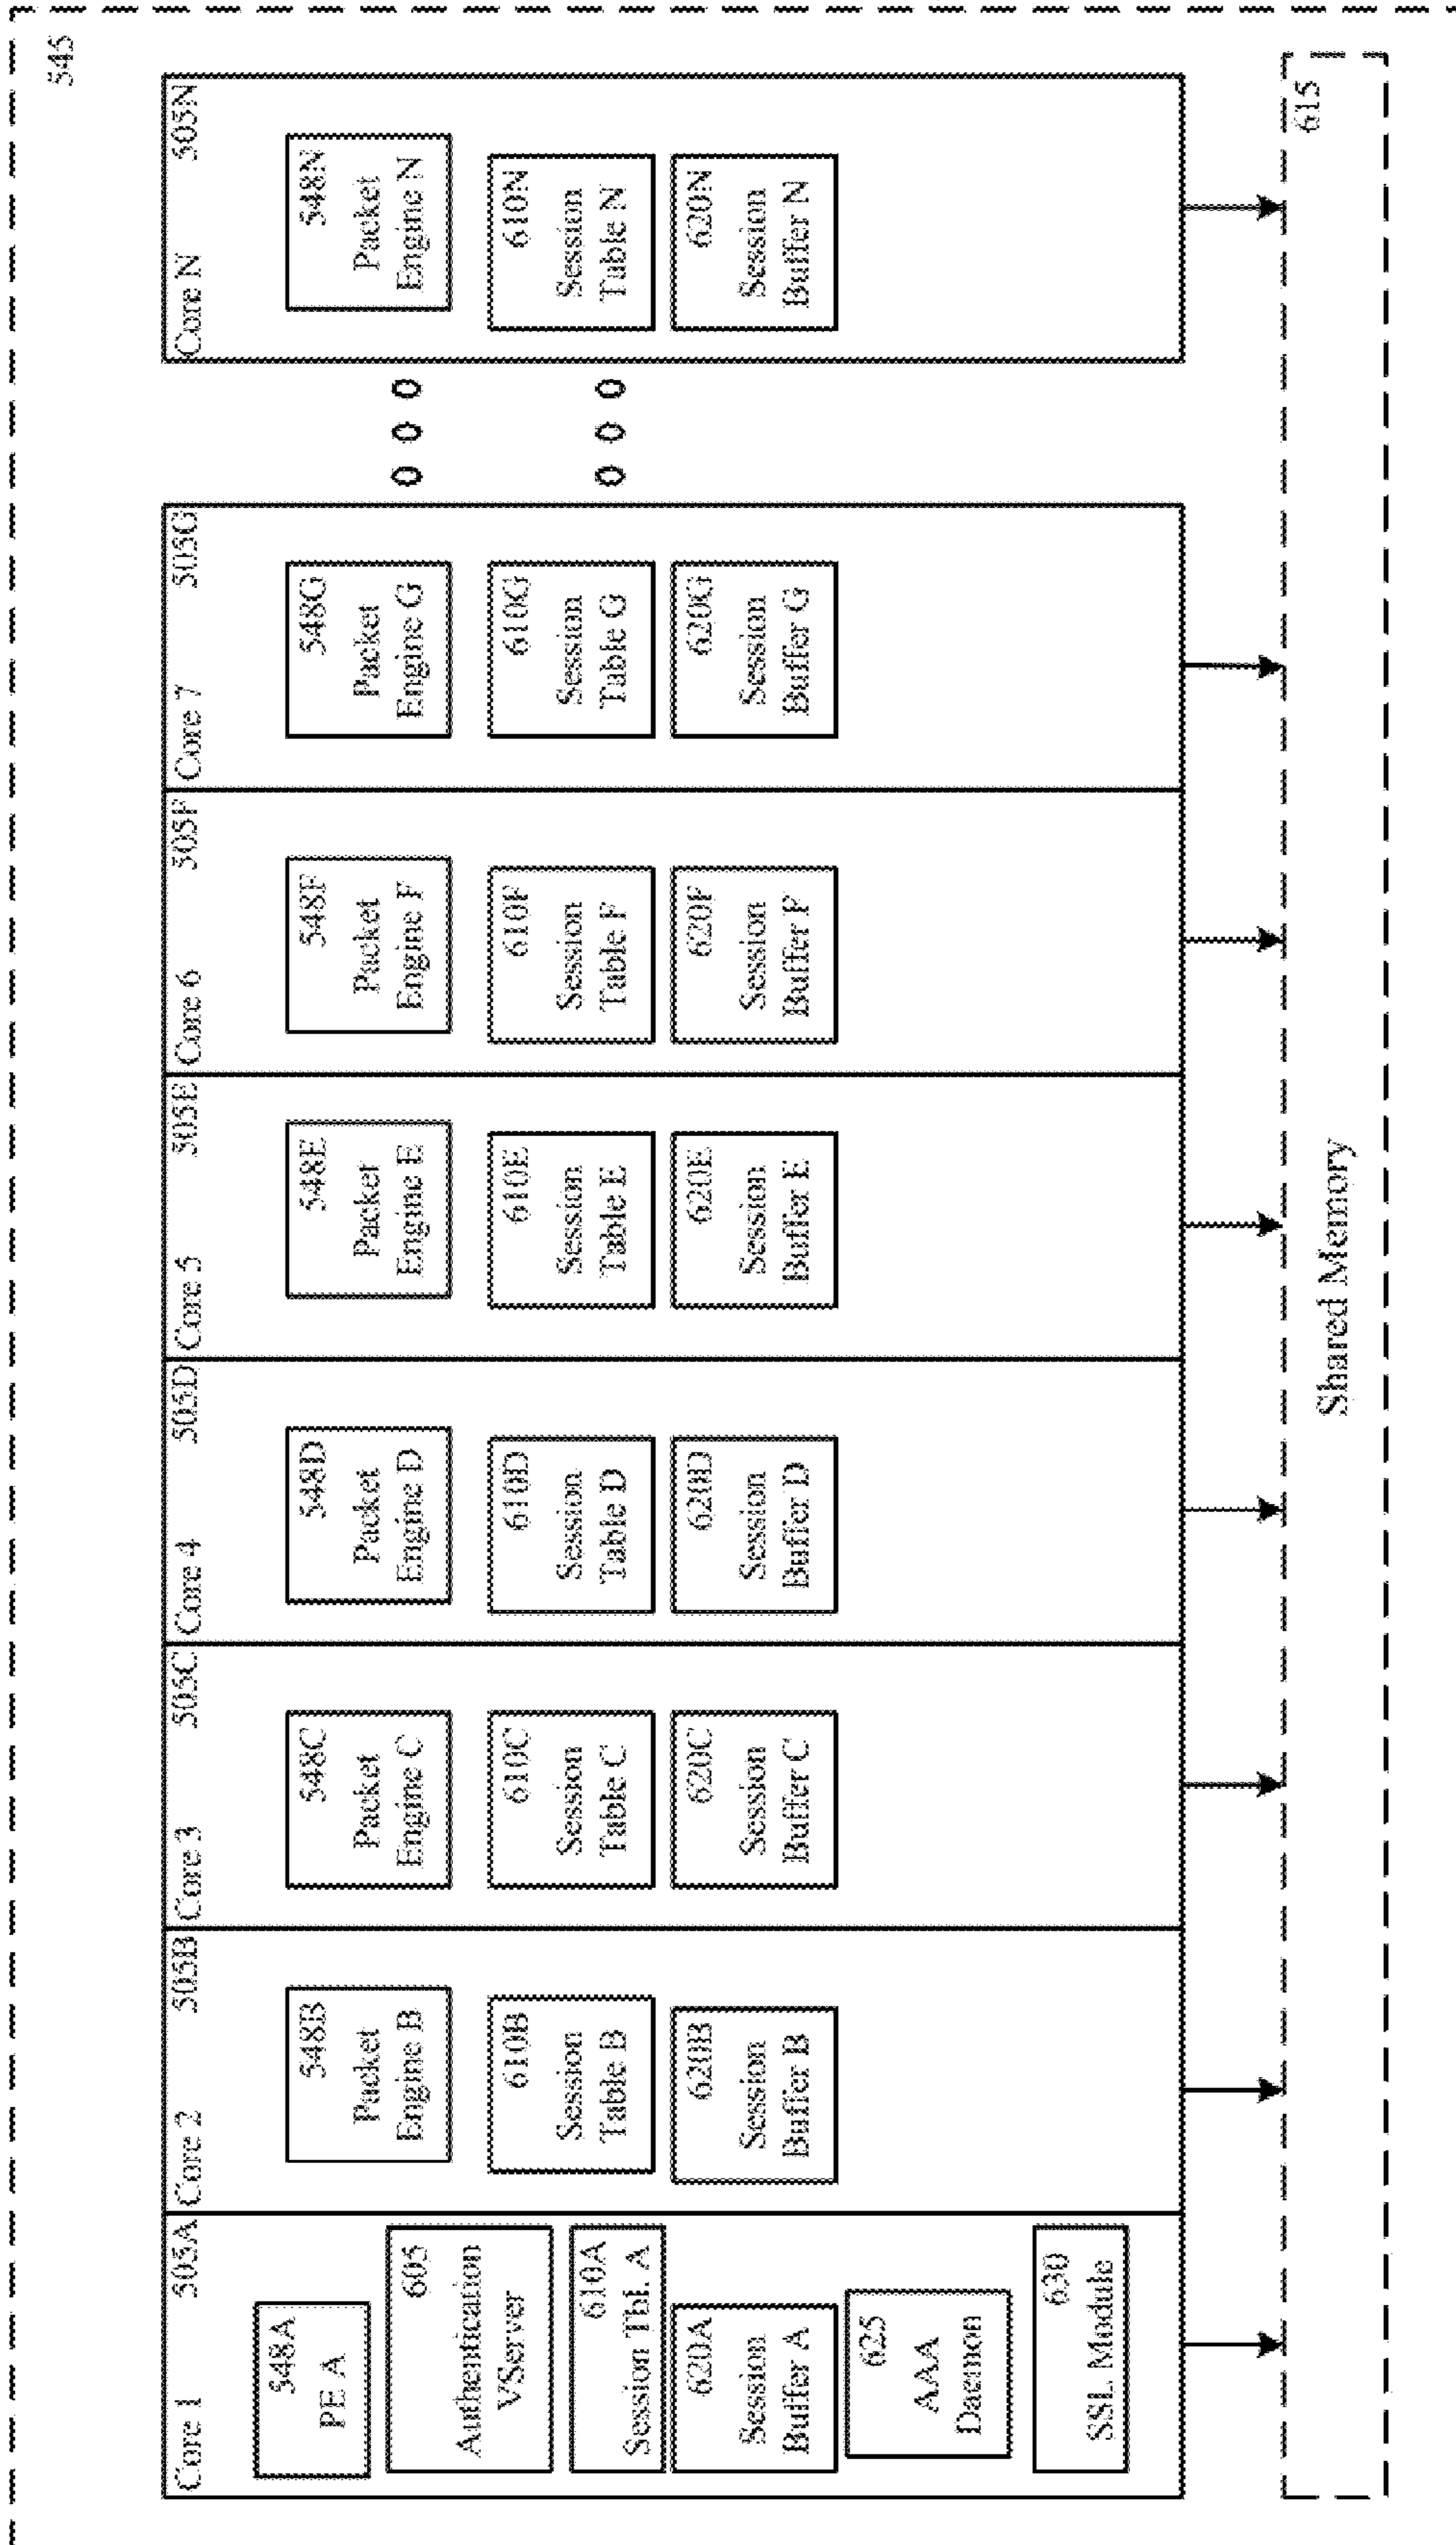 545
Core 1
505A
548A
PE A
605
Authentication
VServer
610A
Session Tbl. A
620A
Session
Buffer A
625
AAA
Daemon
630
SSL Module
Core 2
505B
548B
Packet
Engine B
610B
Session
Table B
620B
Session
Buffer B
Core 3
505C
548C
Packet
Engine C
610C
Session
Table C
620C
Session
Buffer C
Core 4
505D
548D
Packet
Engine D
610D
Session
Table D
620D
Session
Buffer D
Core 5
505E
548E
Packet
Engine E
610E
Session
Table E
620E
Session
Buffer E
Core 6
505F
548F
Packet
Engine F
610F
Session
Table F
620F
Session
Buffer F
Core 7
505G
548G
Packet
Engine G
610G
Session
Table G
620G
Session
Buffer G
Core N
505N
548N
Packet
Engine N
610N
Session
Table N
620N
Session
Buffer N
615
Shared Memory